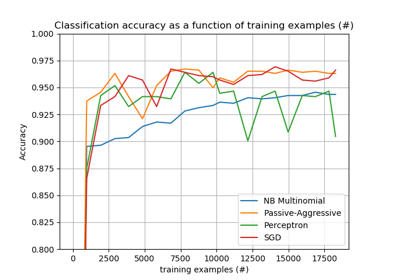 Classification accuracy as a function of training examples (#)
1.000
0.975
0.950
0.925
0.900
0.875
0.850
0.825
0.800
Accuracy
NB Multinomial
Passive-Aggressive
Perceptron
SGD
0 2500 5000 7500 10000 12500 15000 17500
training examples (#)